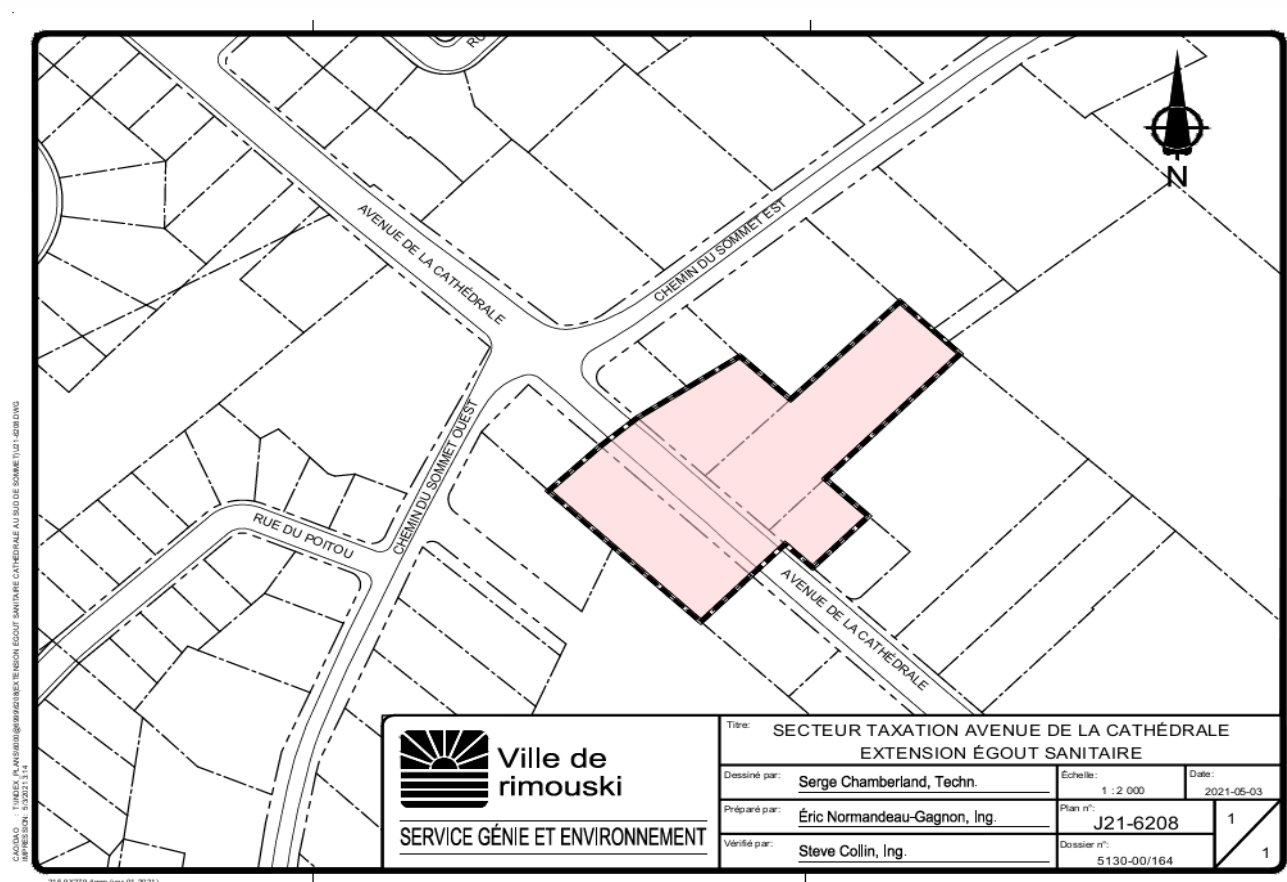 RU
AVENUE DE LA CATHÉDRALE
CHEMIN DU SOMMET EST
N
CHEMIN DU SOMMET OUEST
RUE DU POITOU
AVENUE DE LA CATHÉDRALE
Ville de
rimouski
SERVICE GÉNIE ET ENVIRONNEMENT
Titre: SECTEUR TAXATION AVENUE DE LA CATHÉDRALE
EXTENSION ÉGOUT SANITAIRE
Dessiné par: Serge Chamberland, Techn.
Échelle: 1 : 2 000
Date: 2021-05-03
Préparé par: Éric Normandeau-Gagnon, Ing.
Plan n°: J21-6208
1
1
Vérifié par: Steve Collin, Ing.
Dossier n°: 5130-00/164